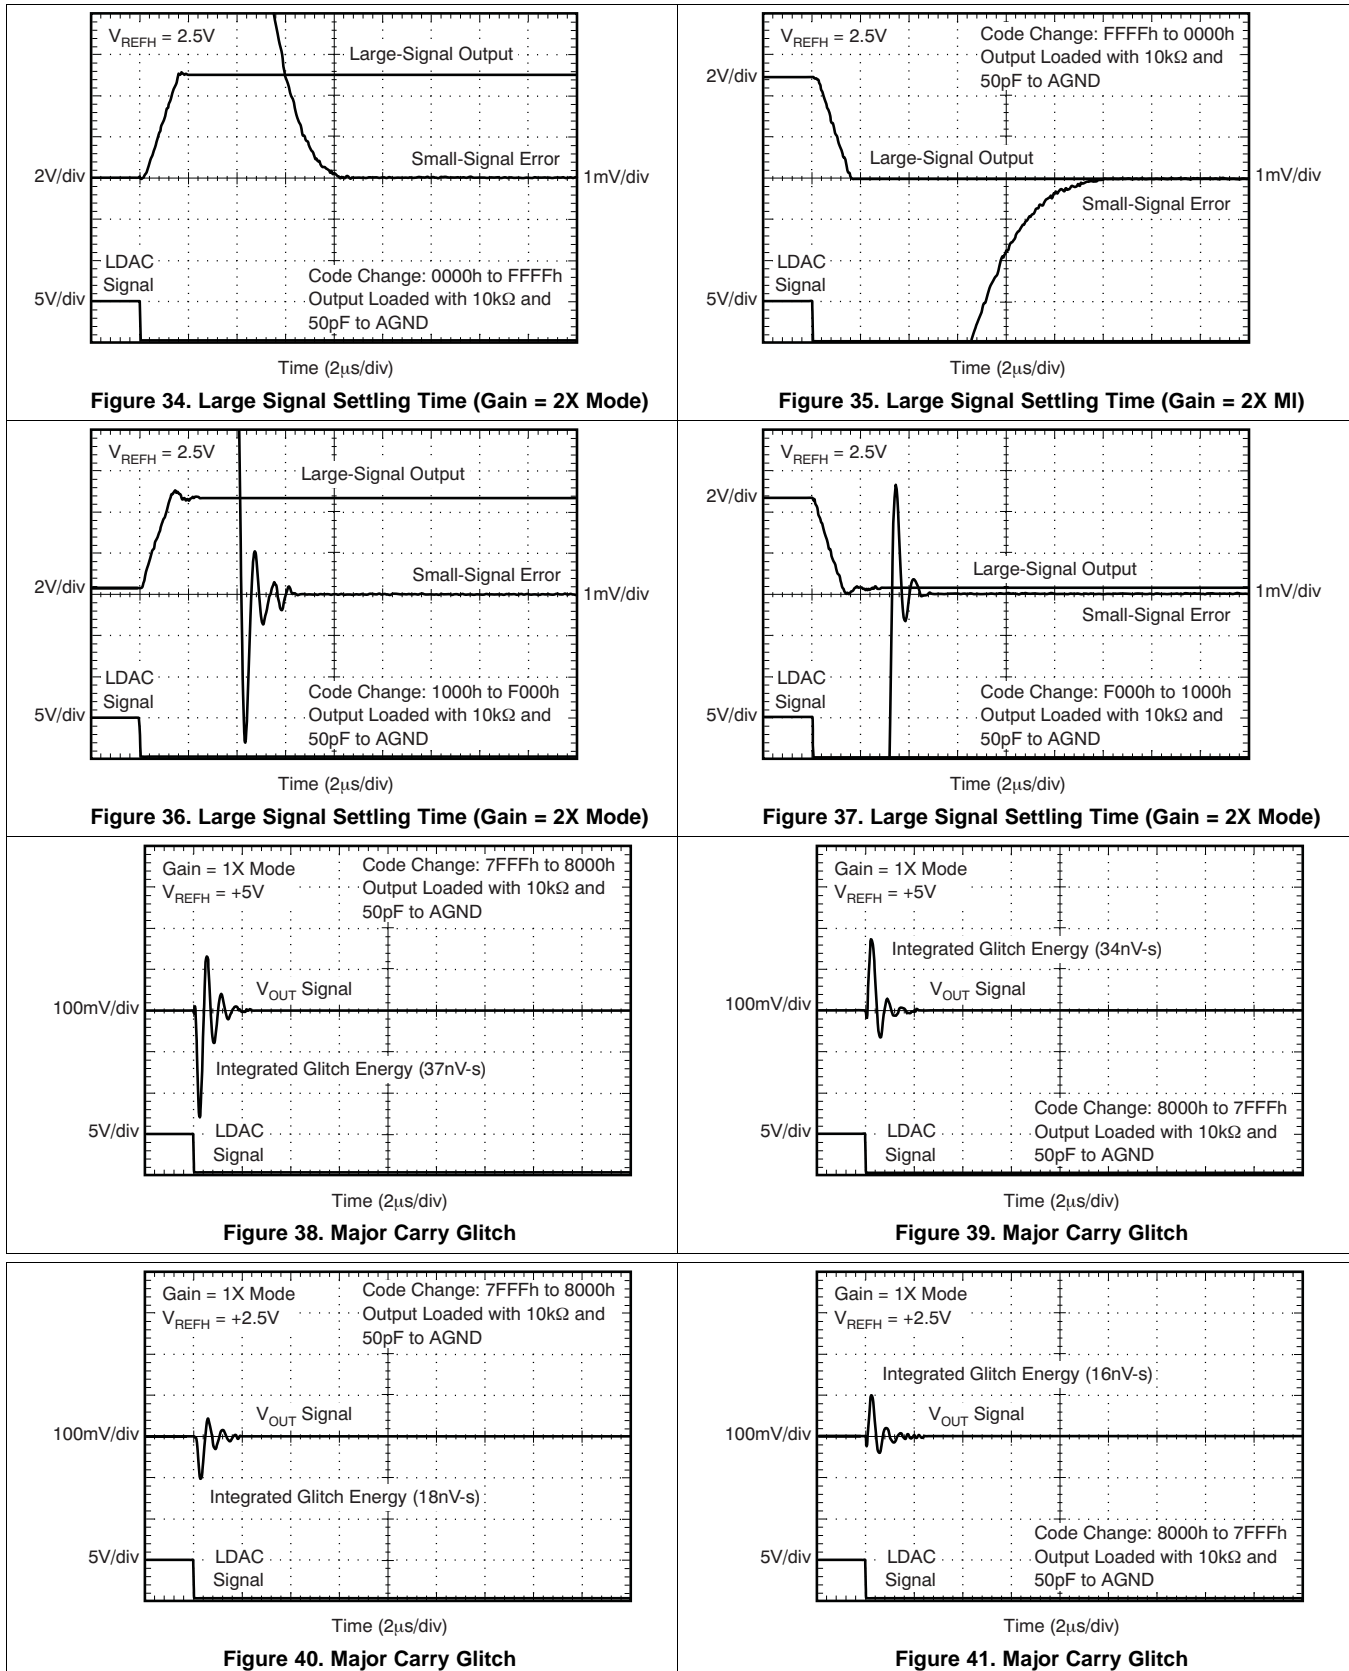 V_REFH = 2.5V
Large-Signal Output
Small-Signal Error
2V/div
1mV/div
LDAC
Signal
5V/div
Code Change: 0000h to FFFFh
Output Loaded with 10kΩ and
50pF to AGND
Time (2μs/div)
Figure 34. Large Signal Settling Time (Gain = 2X Mode)
V_REFH = 2.5V
Code Change: FFFFh to 0000h
Output Loaded with 10kΩ and
50pF to AGND
2V/div
Large-Signal Output
1mV/div
Small-Signal Error
LDAC
Signal
5V/div
Time (2μs/div)
Figure 35. Large Signal Settling Time (Gain = 2X MI)
V_REFH = 2.5V
Large-Signal Output
Small-Signal Error
2V/div
1mV/div
LDAC
Signal
5V/div
Code Change: 1000h to F000h
Output Loaded with 10kΩ and
50pF to AGND
Time (2μs/div)
Figure 36. Large Signal Settling Time (Gain = 2X Mode)
V_REFH = 2.5V
2V/div
Large-Signal Output
1mV/div
Small-Signal Error
LDAC
Signal
5V/div
Code Change: F000h to 1000h
Output Loaded with 10kΩ and
50pF to AGND
Time (2μs/div)
Figure 37. Large Signal Settling Time (Gain = 2X Mode)
Gain = 1X Mode
V_REFH = +5V
Code Change: 7FFFh to 8000h
Output Loaded with 10kΩ and
50pF to AGND
V_OUT Signal
100mV/div
Integrated Glitch Energy (37nV-s)
5V/div
LDAC
Signal
Time (2μs/div)
Figure 38. Major Carry Glitch
Gain = 1X Mode
V_REFH = +5V
Integrated Glitch Energy (34nV-s)
V_OUT Signal
100mV/div
5V/div
LDAC
Signal
Code Change: 8000h to 7FFFh
Output Loaded with 10kΩ and
50pF to AGND
Time (2μs/div)
Figure 39. Major Carry Glitch
Gain = 1X Mode
V_REFH = +2.5V
Code Change: 7FFFh to 8000h
Output Loaded with 10kΩ and
50pF to AGND
V_OUT Signal
100mV/div
Integrated Glitch Energy (18nV-s)
5V/div
LDAC
Signal
Time (2μs/div)
Figure 40. Major Carry Glitch
Gain = 1X Mode
V_REFH = +2.5V
Integrated Glitch Energy (16nV-s)
V_OUT Signal
100mV/div
5V/div
LDAC
Signal
Code Change: 8000h to 7FFFh
Output Loaded with 10kΩ and
50pF to AGND
Time (2μs/div)
Figure 41. Major Carry Glitch